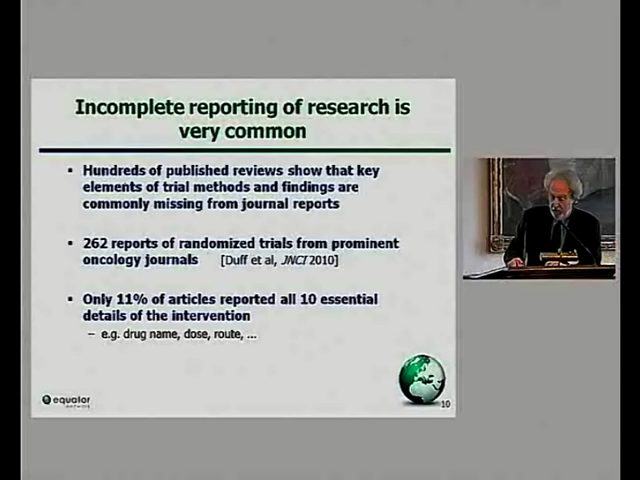 Incomplete reporting of research is
very common
Hundreds of published reviews show that key
elements of trial methods and findings are
commonly missing from journal reports
262 reports of randomized trials from prominent
oncology journals [Duff et al, JNCI 2010]
Only 11% of articles reported all 10 essential
details of the intervention
– e.g. drug name, dose, route, ...
equator
NETWORK
10